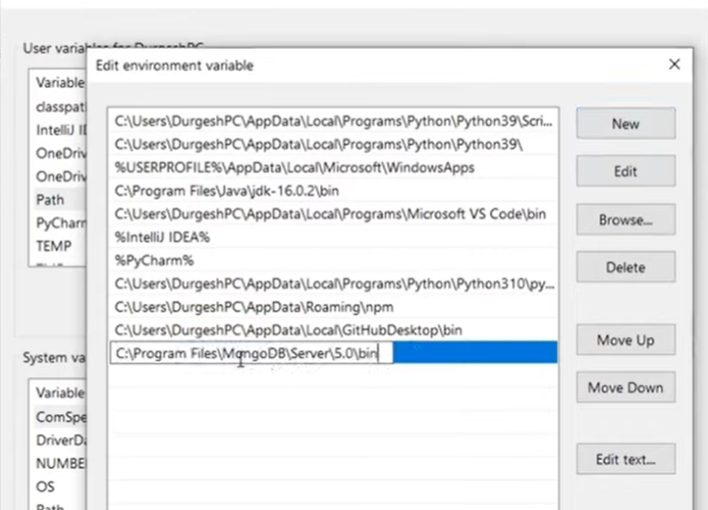 User variables for DurgeshPC
Edit environment variable
Variable
classpath
IntelliJ
OneDriv
OneDriv
Path
PyCharm
TEMP
C:\Users\DurgeshPC\AppData\Local\Programs\Python\Python39\Scri...
C:\Users\DurgeshPC\AppData\Local\Programs\Python\Python39\
%USERPROFILE%\AppData\Local\Microsoft\WindowsApps
C:\Program Files\Java\jdk-16.0.2\bin
C:\Users\DurgeshPC\AppData\Local\Programs\Microsoft VS Code\bin
%IntelliJ IDEA%
%PyCharm%
C:\Users\DurgeshPC\AppData\Local\Programs\Python\Python310\py...
C:\Users\DurgeshPC\AppData\Roaming\npm
C:\Users\DurgeshPC\AppData\Local\GitHubDesktop\bin
C:\Program Files\MongoDB\Server\5.0\bin
New
Edit
Browse...
Delete
Move Up
Move Down
Edit text...
System va
Variable
ComSpe
DriverDa
NUMBE
OS
Path